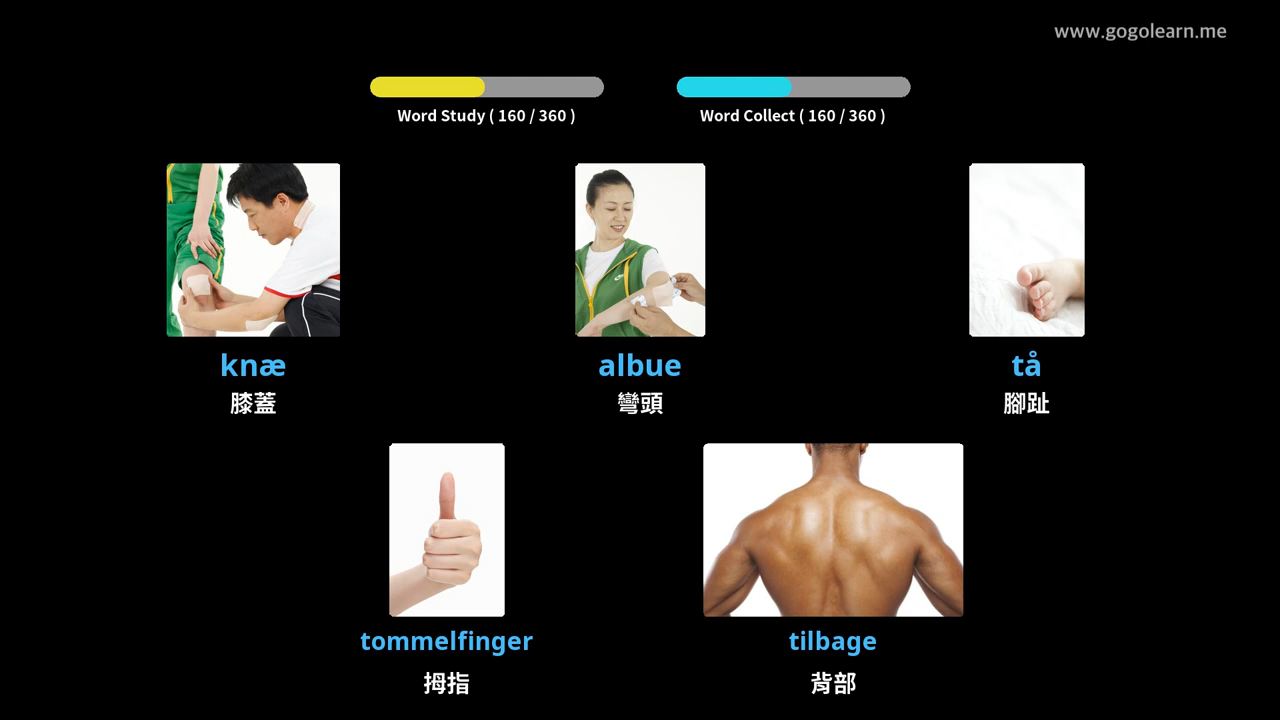 www.gogolearn.me
Word Study ( 160 / 360 )
Word Collect ( 160 / 360 )
knæ
albue
tå
膝蓋
彎頭
腳趾
tommelfinger
tilbage
拇指
背部